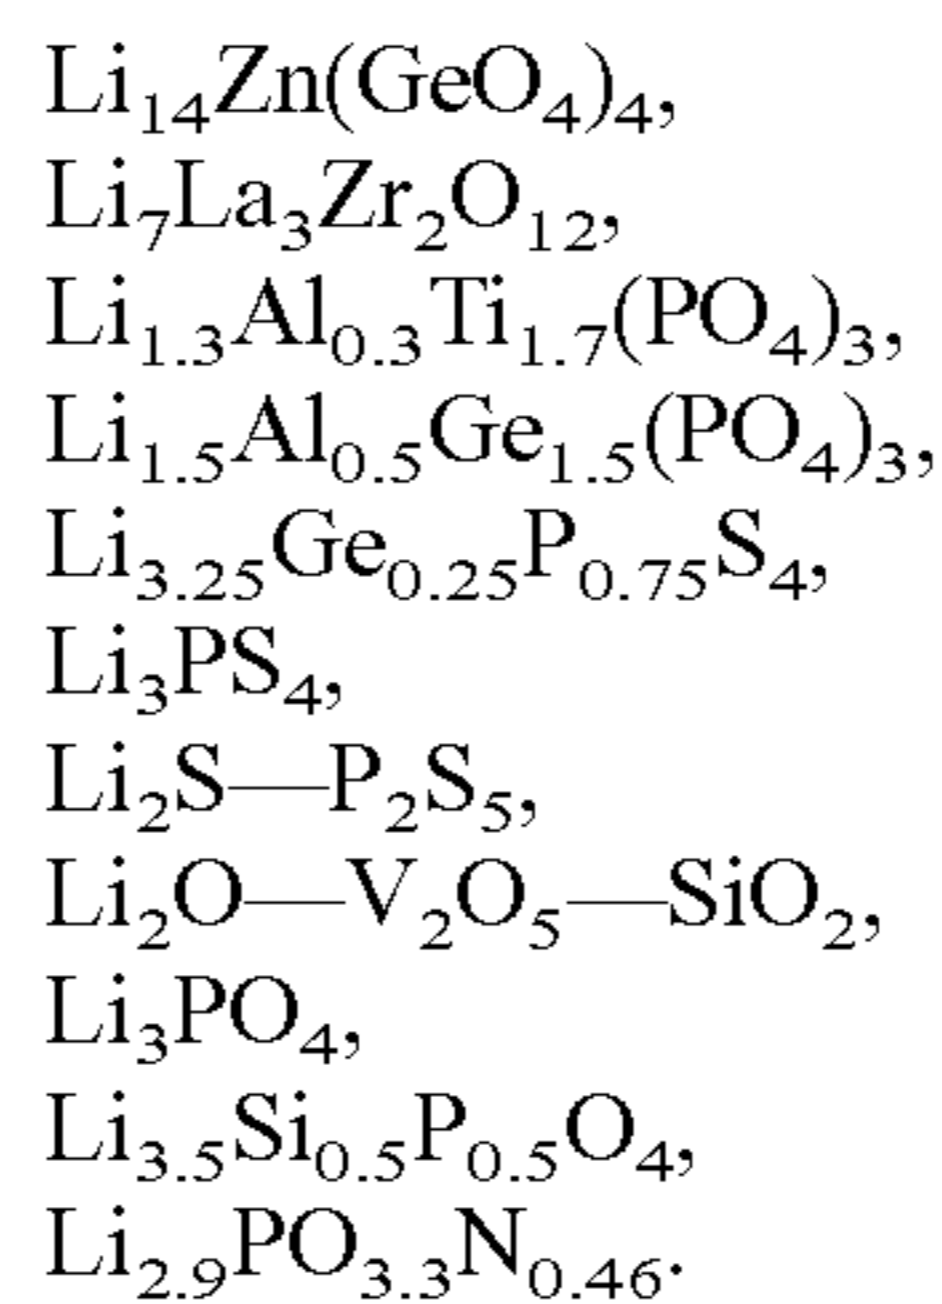 Li₁₄Zn(GeO₄)₄,
Li₇La₃Zr₂O₁₂,
Li₁.₃Al₀.₃Ti₁.₇(PO₄)₃,
Li₁.₅Al₀.₅Ge₁.₅(PO₄)₃,
Li₃.₂₅Ge₀.₂₅P₀.₇₅S₄,
Li₃PS₄,
Li₂S—P₂S₅,
Li₂O—V₂O₅—SiO₂,
Li₃PO₄,
Li₃.₅Si₀.₅P₀.₅O₄,
Li₂.₉PO₃.₃N₀.₄₆.